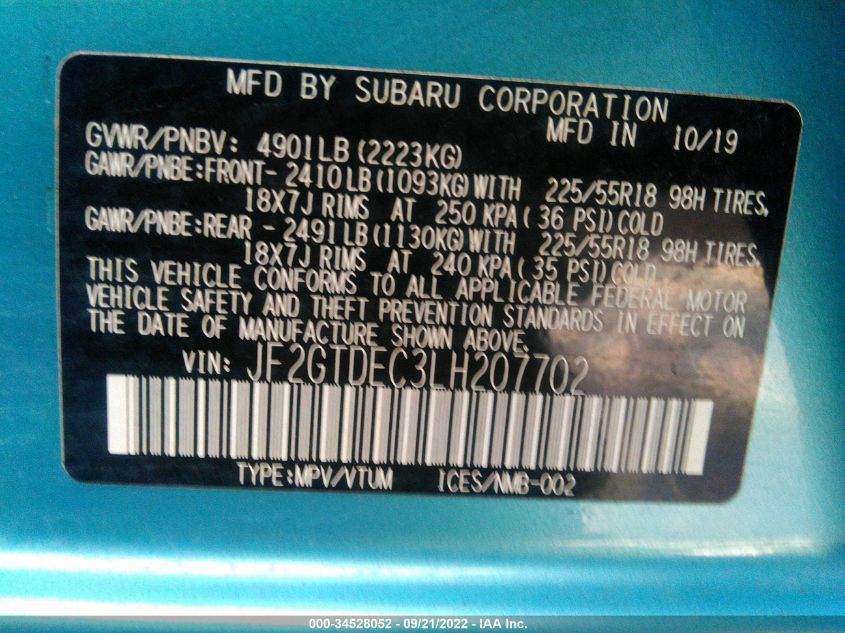 MFD BY SUBARU CORPORATION
MFD IN 10/19
GVWR/PNBV: 4901LB (2223KG)
GAWR/PNBE:FRONT- 2410LB (1093KG) WITH 225/55R18 98H TIRES,
18X7J RIMS AT 250 KPA ( 36 PSI) COLD
GAWR/PNBE:REAR - 2491LB (1130KG) WITH 225/55R18 98H TIRES,
18X7J RIMS AT 240 KPA ( 35 PSI) COLD.
THIS VEHICLE CONFORMS TO ALL APPLICABLE FEDERAL MOTOR
VEHICLE SAFETY AND THEFT PREVENTION STANDARDS IN EFFECT ON
THE DATE OF MANUFACTURE SHOWN ABOVE.
VIN: JF2GTDEC3LH207702
TYPE:MPV/VTUM ICES/NMB-002
000-34528052 - 09/21/2022 - IAA Inc.